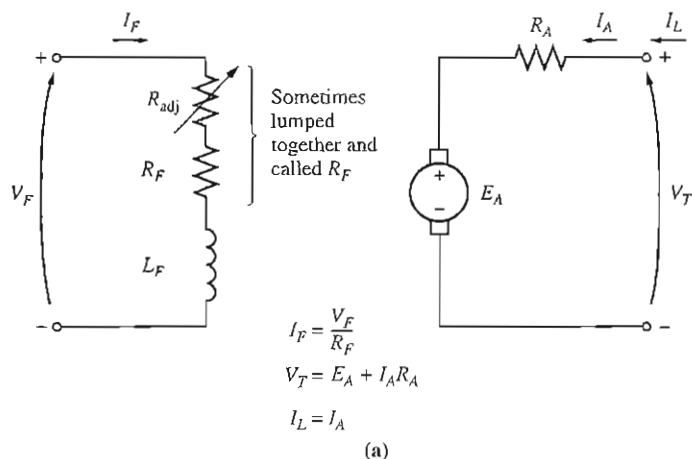 I_F
R_A
I_A
I_L
+
+
R_adj
Sometimes
lumped
together and
called R_F
R_F
+
V_F
E_A
V_T
−
L_F
I_F = V_F / R_F
−
−
V_T = E_A + I_A R_A
I_L = I_A
(a)